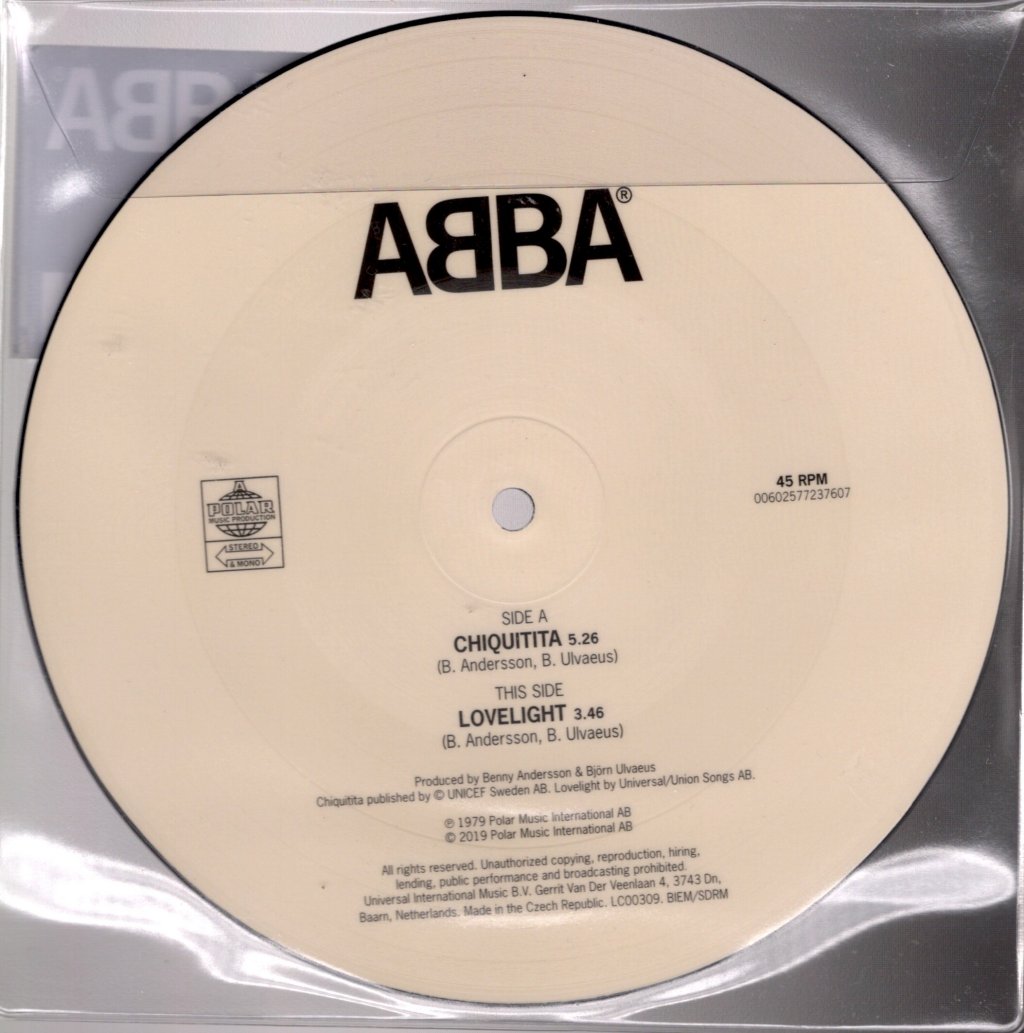 ABBA
ABBA®
A
POLAR
MUSIC PRODUCTION
STEREO
& MONO
45 RPM
00602577237607
SIDE A
CHIQUITITA 5.26
(B. Andersson, B. Ulvaeus)
THIS SIDE
LOVELIGHT 3.46
(B. Andersson, B. Ulvaeus)
Produced by Benny Andersson & Björn Ulvaeus
Chiquitita published by © UNICEF Sweden AB. Lovelight by Universal/Union Songs AB.
℗ 1979 Polar Music International AB
© 2019 Polar Music International AB
All rights reserved. Unauthorized copying, reproduction, hiring,
lending, public performance and broadcasting prohibited.
Universal International Music B.V. Gerrit Van Der Veenlaan 4, 3743 Dn,
Baarn, Netherlands. Made in the Czech Republic. LC00309. BIEM/SDRM